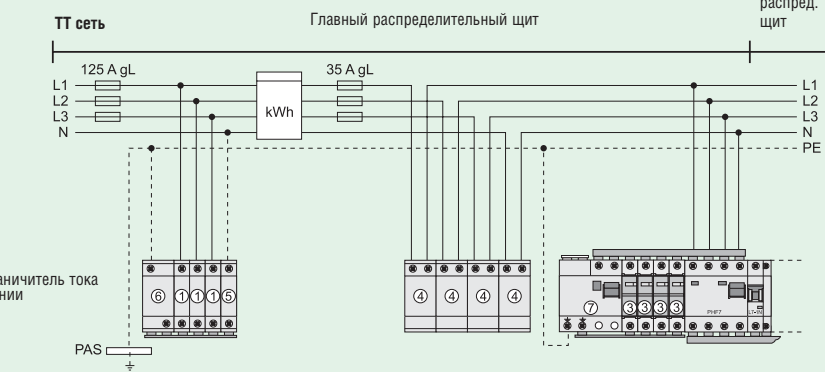 распред.
щит
ТТ сеть
Главный распределительный щит
125 A gL
35 A gL
L1
L2
L3
N
kWh
L1
L2
L3
N
PE
аничитель тока
нии
6 1 1 1 5
4 4 4 4
7 3 3 3 3
PHF7
LT-IN
PAS